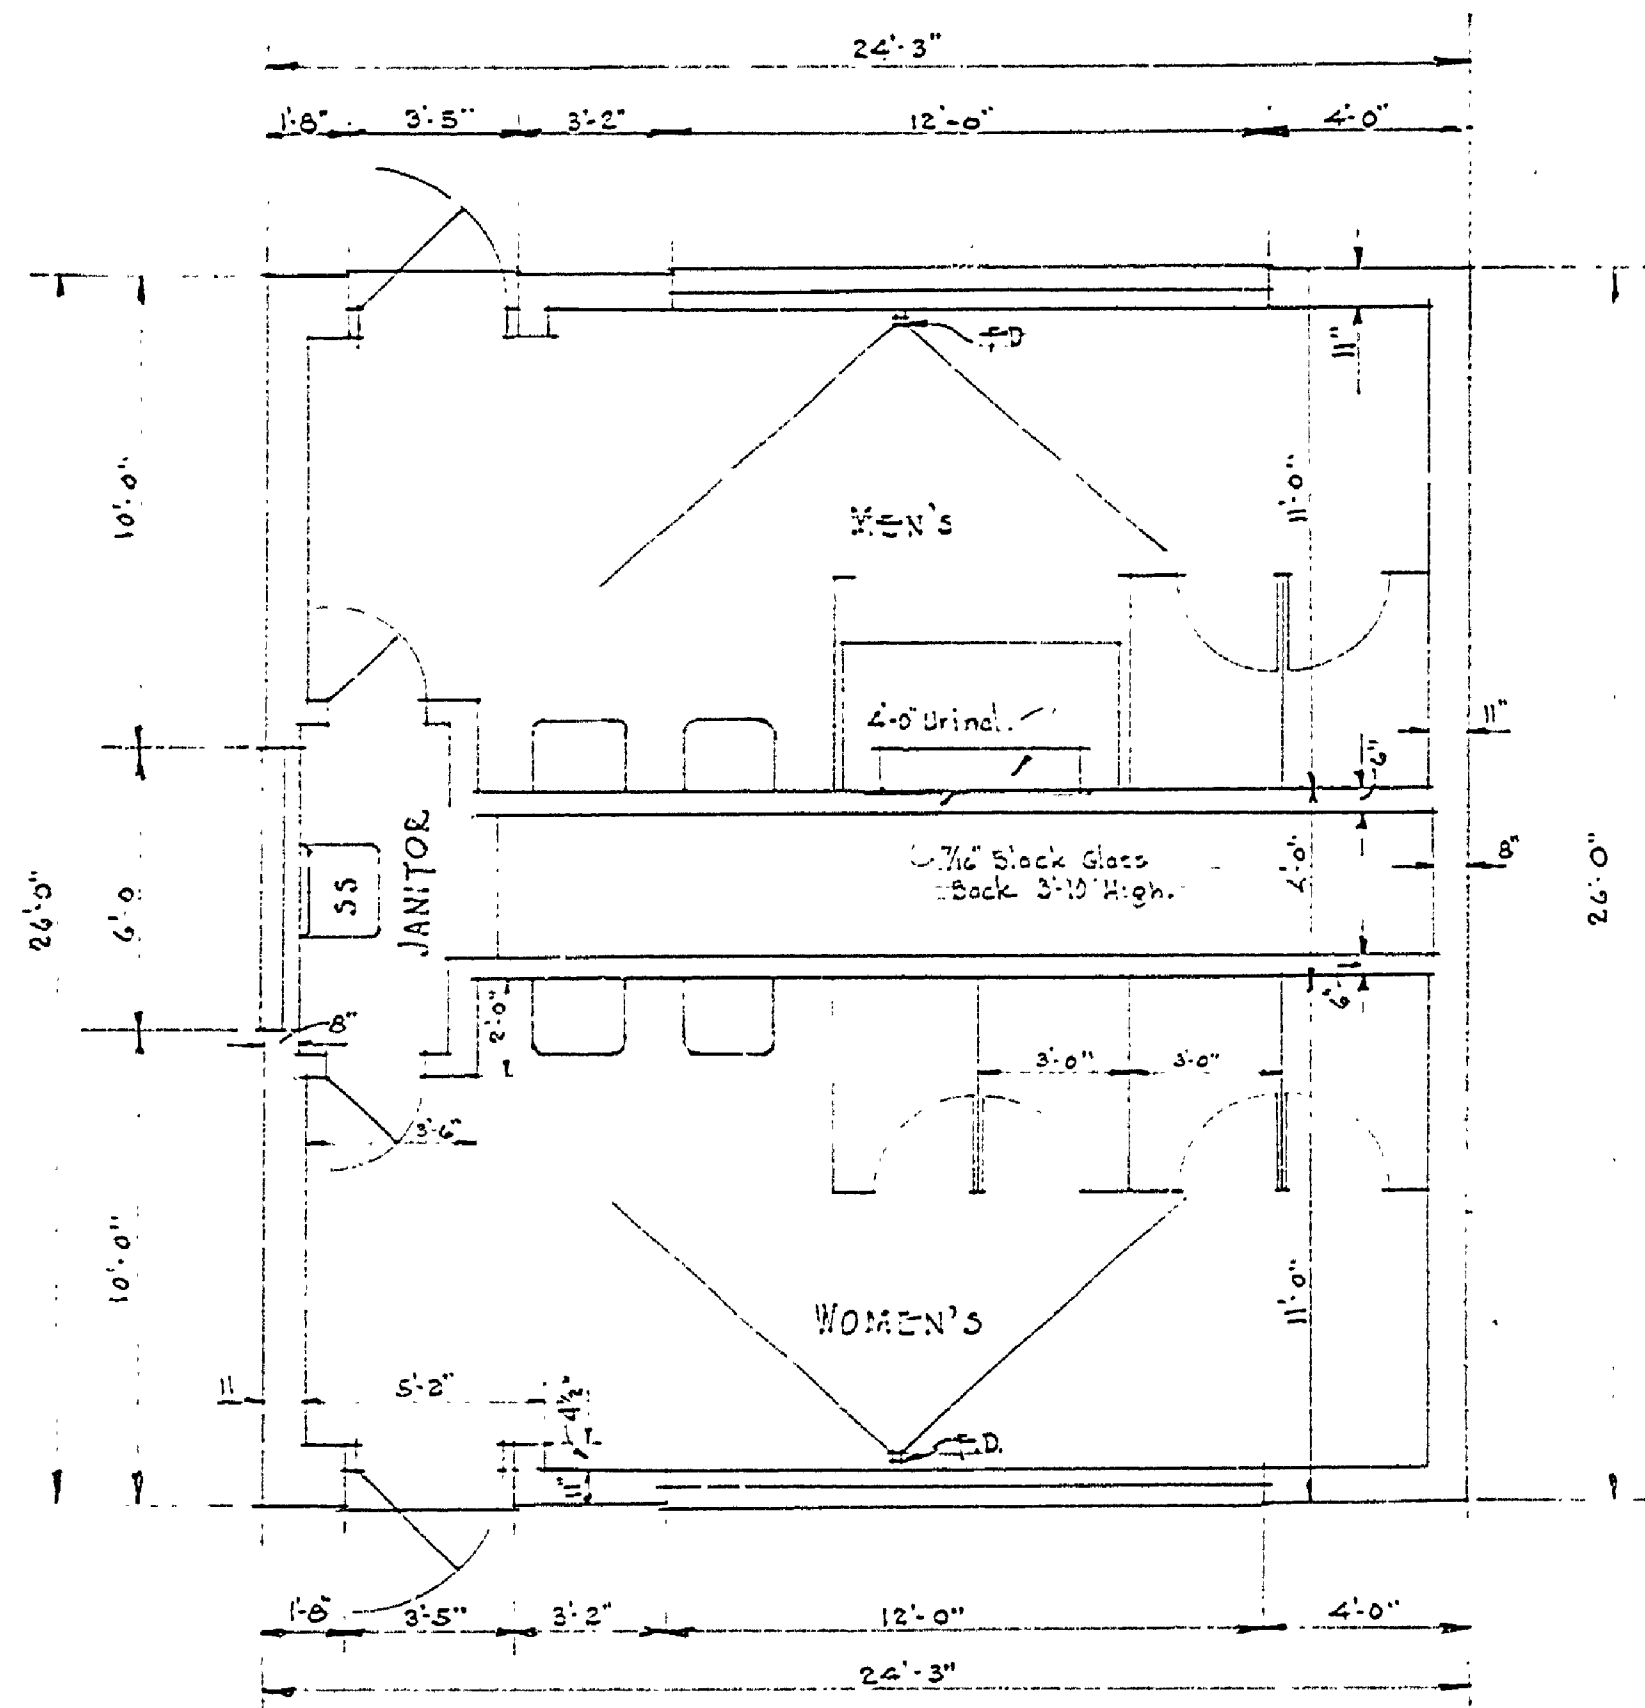 24'-3"
1'-8" 3'-5" 3'-2" 12'-0" 4'-0"
F.D.
11"
10'-0"
11'-0"
MEN'S
4'-0" Urinal.
11"
6"
JANITOR
SS
7/16" Black Glass
Back 3'-10" High.
4'-0"
8"
26'-0"
6'-0
26'-0"
8"
2'-0"
6"
3'-0" 3'-0"
3'-6"
10'-0"
11'-0"
WOMEN'S
11
5'-2"
4½"
F.D.
11"
1'-8" 3'-5" 3'-2" 12'-0" 4'-0"
24'-3"